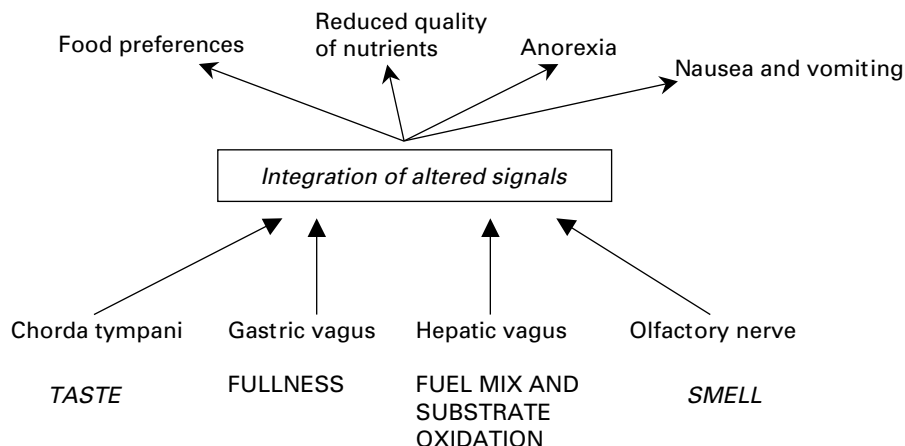 Food preferences
Reduced quality
of nutrients
Anorexia
Nausea and vomiting
Integration of altered signals
Chorda tympani
Gastric vagus
Hepatic vagus
Olfactory nerve
TASTE
FULLNESS
FUEL MIX AND
SUBSTRATE
OXIDATION
SMELL